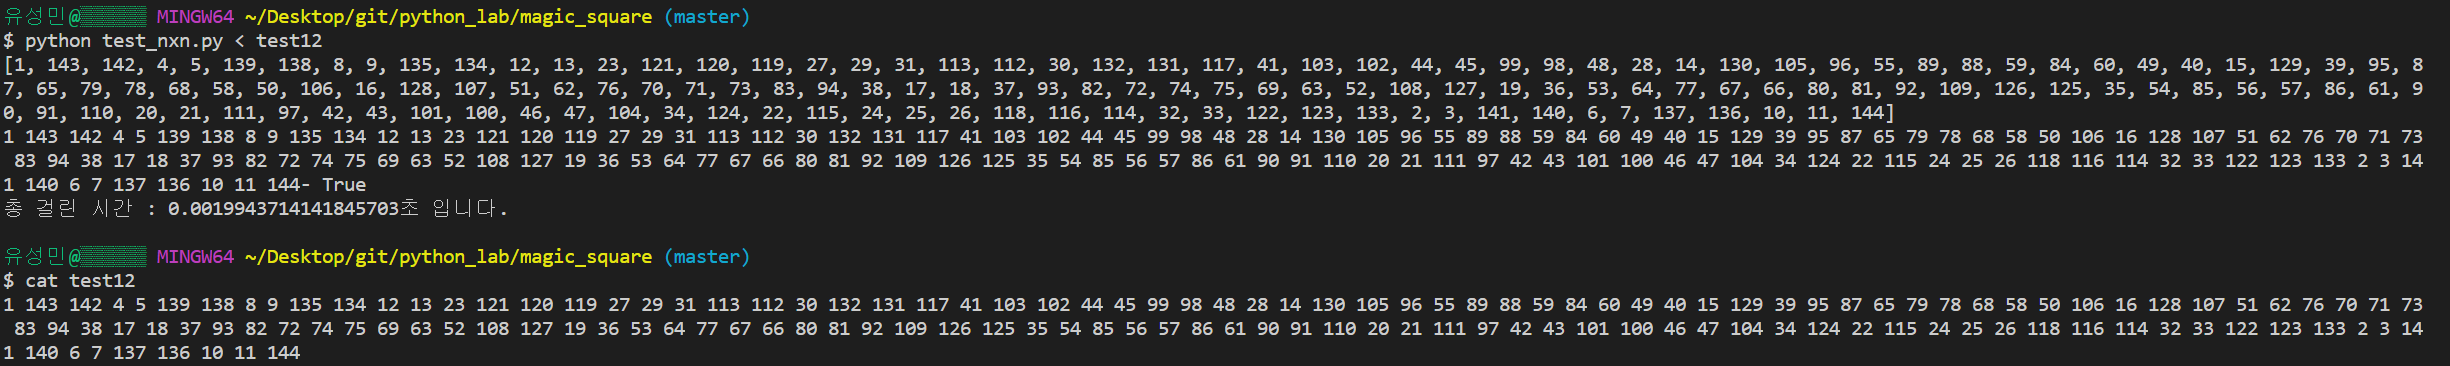 유성민@ MINGW64 ~/Desktop/git/python_lab/magic_square (master)
$ python test_nxn.py < test12
[1, 143, 142, 4, 5, 139, 138, 8, 9, 135, 134, 12, 13, 23, 121, 120, 119, 27, 29, 31, 113, 112, 30, 132, 131, 117, 41, 103, 102, 44, 45, 99, 98, 48, 28, 14, 130, 105, 96, 55, 89, 88, 59, 84, 60, 49, 40, 15, 129, 39, 95, 8
7, 65, 79, 78, 68, 58, 50, 106, 16, 128, 107, 51, 62, 76, 70, 71, 73, 83, 94, 38, 17, 18, 37, 93, 82, 72, 74, 75, 69, 63, 52, 108, 127, 19, 36, 53, 64, 77, 67, 66, 80, 81, 92, 109, 126, 125, 35, 54, 85, 56, 57, 86, 61, 9
0, 91, 110, 20, 21, 111, 97, 42, 43, 101, 100, 46, 47, 104, 34, 124, 22, 115, 24, 25, 26, 118, 116, 114, 32, 33, 122, 123, 133, 2, 3, 141, 140, 6, 7, 137, 136, 10, 11, 144]
1 143 142 4 5 139 138 8 9 135 134 12 13 23 121 120 119 27 29 31 113 112 30 132 131 117 41 103 102 44 45 99 98 48 28 14 130 105 96 55 89 88 59 84 60 49 40 15 129 39 95 87 65 79 78 68 58 50 106 16 128 107 51 62 76 70 71 73
83 94 38 17 18 37 93 82 72 74 75 69 63 52 108 127 19 36 53 64 77 67 66 80 81 92 109 126 125 35 54 85 56 57 86 61 90 91 110 20 21 111 97 42 43 101 100 46 47 104 34 124 22 115 24 25 26 118 116 114 32 33 122 123 133 2 3 14
1 140 6 7 137 136 10 11 144- True
총 걸린 시간 : 0.0019943714141845703초 입니다.
유성민@ MINGW64 ~/Desktop/git/python_lab/magic_square (master)
$ cat test12
1 143 142 4 5 139 138 8 9 135 134 12 13 23 121 120 119 27 29 31 113 112 30 132 131 117 41 103 102 44 45 99 98 48 28 14 130 105 96 55 89 88 59 84 60 49 40 15 129 39 95 87 65 79 78 68 58 50 106 16 128 107 51 62 76 70 71 73
83 94 38 17 18 37 93 82 72 74 75 69 63 52 108 127 19 36 53 64 77 67 66 80 81 92 109 126 125 35 54 85 56 57 86 61 90 91 110 20 21 111 97 42 43 101 100 46 47 104 34 124 22 115 24 25 26 118 116 114 32 33 122 123 133 2 3 14
1 140 6 7 137 136 10 11 144